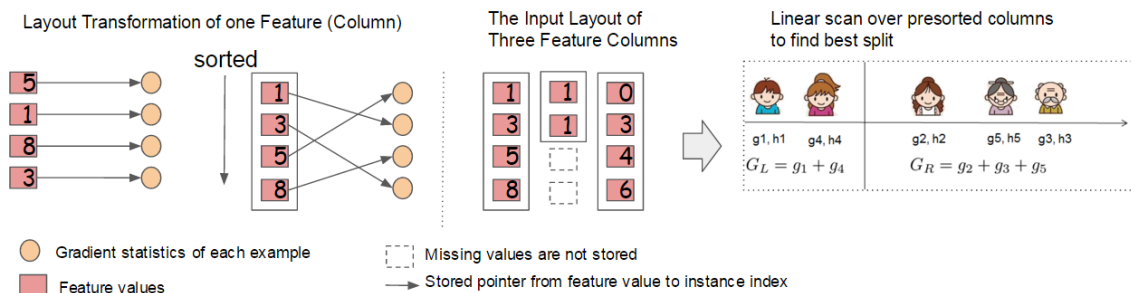 Layout Transformation of one Feature (Column)
The Input Layout of
Three Feature Columns
Linear scan over presorted columns
to find best split
sorted
5
1
8
3
1
3
5
8
1
3
5
8
1
1
0
3
4
6
g1, h1
g4, h4
g2, h2
g5, h5
g3, h3
G_L = g_1 + g_4
G_R = g_2 + g_3 + g_5
Gradient statistics of each example
Feature values
Missing values are not stored
Stored pointer from feature value to instance index